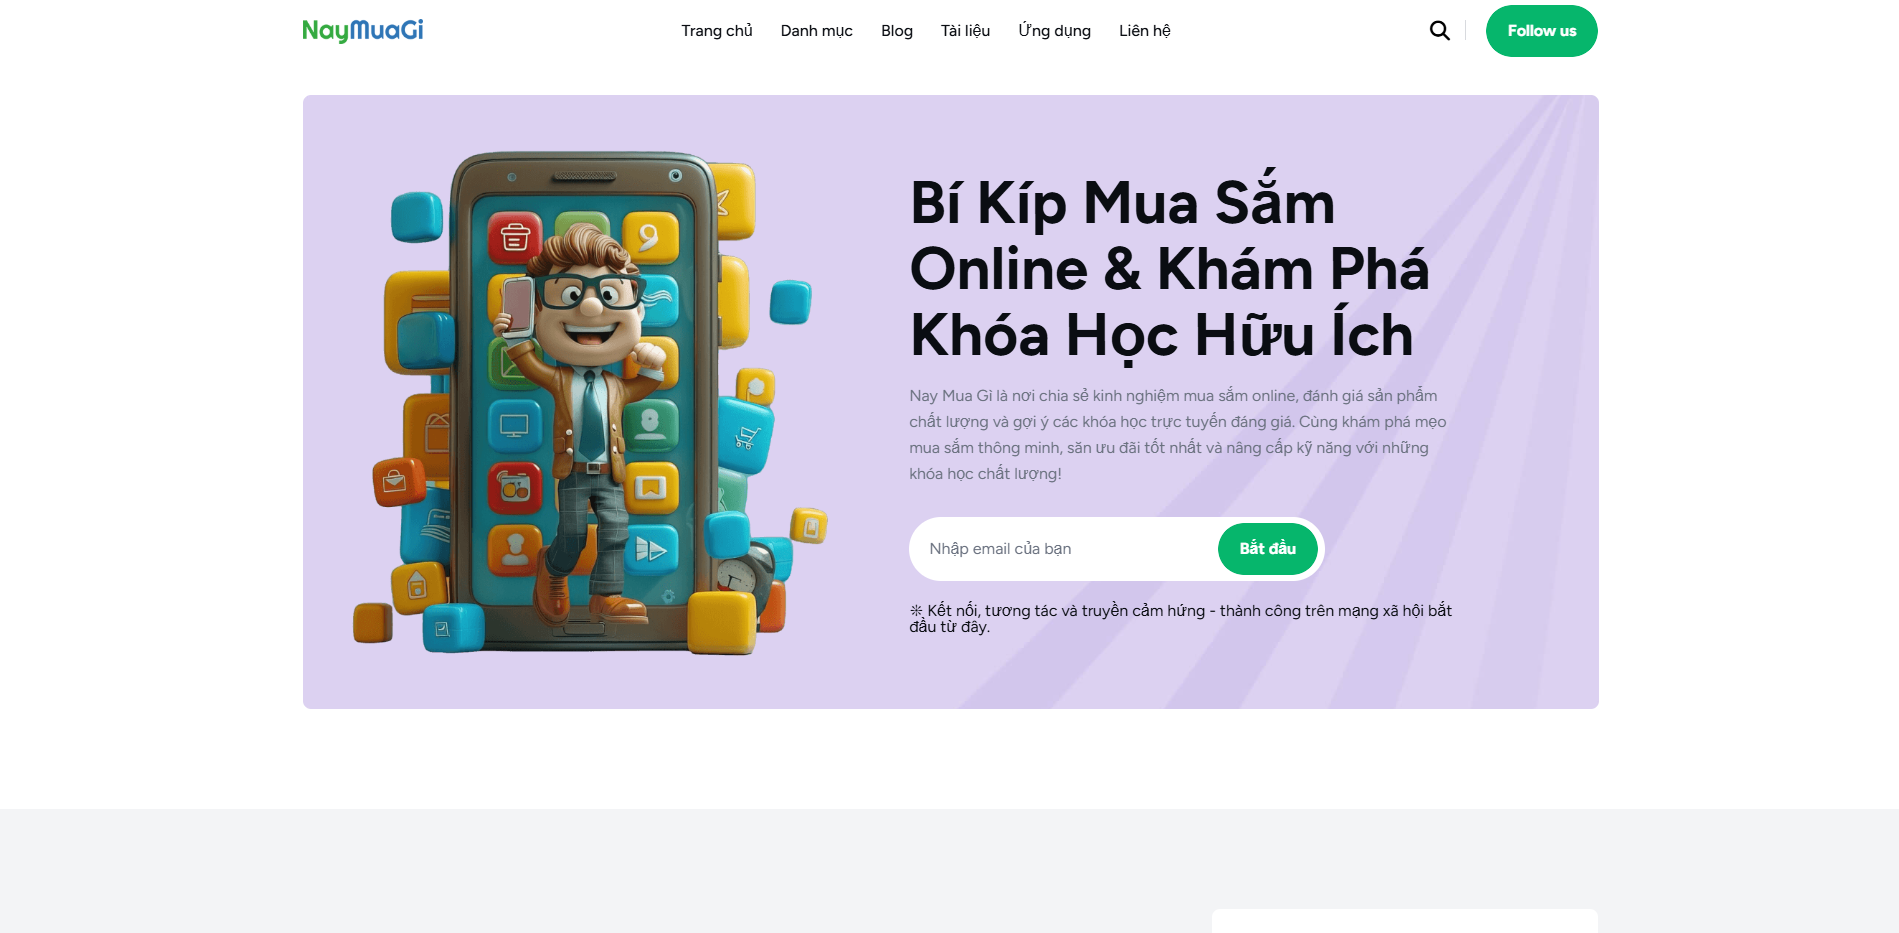 NayMuaGi
Trang chủ
Danh mục
Blog
Tài liệu
Ứng dụng
Liên hệ
Follow us
Bí Kíp Mua Sắm
Online & Khám Phá
Khóa Học Hữu Ích
Nay Mua Gì là nơi chia sẻ kinh nghiệm mua sắm online, đánh giá sản phẩm
chất lượng và gợi ý các khóa học trực tuyến đáng giá. Cùng khám phá mẹo
mua sắm thông minh, săn ưu đãi tốt nhất và nâng cấp kỹ năng với những
khóa học chất lượng!
Nhập email của bạn
Bắt đầu
❊ Kết nối, tương tác và truyền cảm hứng - thành công trên mạng xã hội bắt
đầu từ đây.